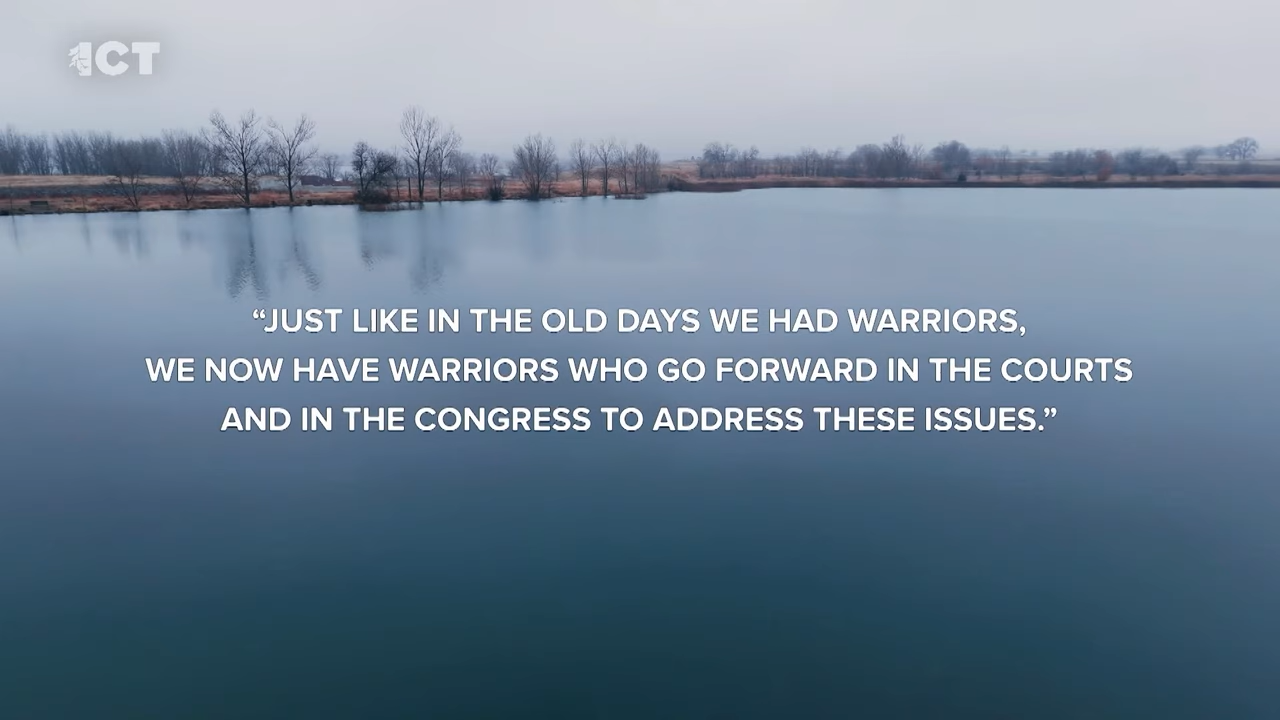 ICT
“JUST LIKE IN THE OLD DAYS WE HAD WARRIORS,
WE NOW HAVE WARRIORS WHO GO FORWARD IN THE COURTS
AND IN THE CONGRESS TO ADDRESS THESE ISSUES.”